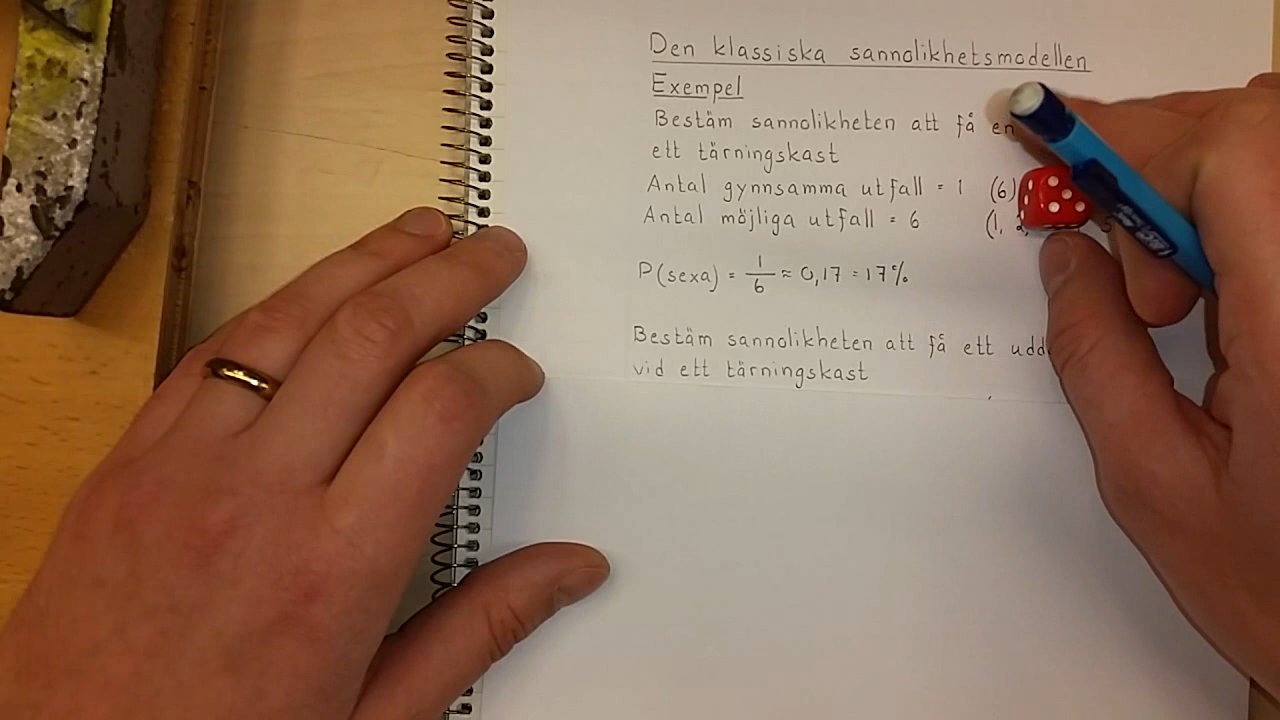 Den klassiska sannolikhetsmodellen
Exempel
Bestäm sannolikheten att få en
ett tärningskast
Antal gynnsamma utfall = 1 (6)
Antal möjliga utfall = 6 (1,
P(sexa) = 1/6 ≈ 0,17 = 17%
Bestäm sannolikheten att få ett
vid ett tärningskast